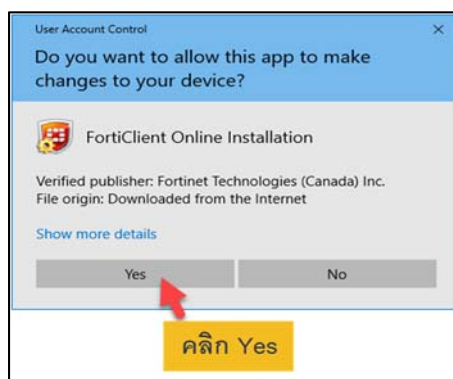 User Account Control
Do you want to allow this app to make
changes to your device?
FortiClient Online Installation
Verified publisher: Fortinet Technologies (Canada) Inc.
File origin: Downloaded from the Internet
Show more details
Yes
No
คลิก Yes